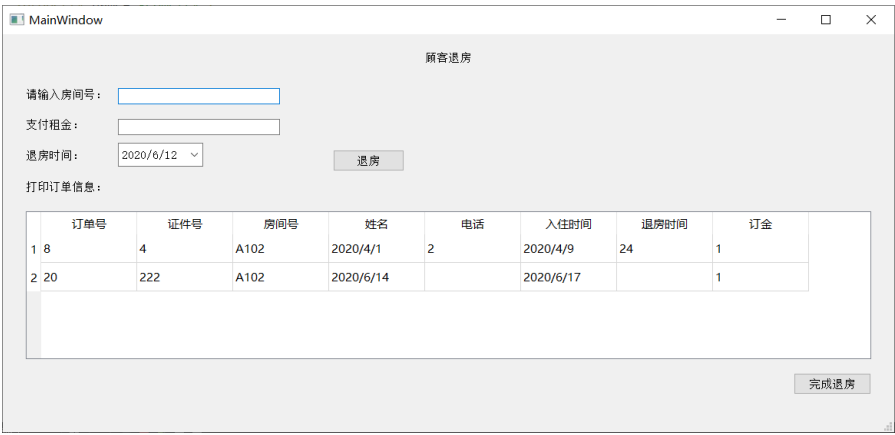 MainWindow
顧客退房
请输入房间号：
支付租金：
退房时间： 2020/6/12 退房
打印订单信息：
订单号 证件号 房间号 姓名 电话 入住时间 退房时间 订金
1 8 4 A102 2020/4/1 2 2020/4/9 24 1
2 20 222 A102 2020/6/14 2020/6/17 1
完成退房